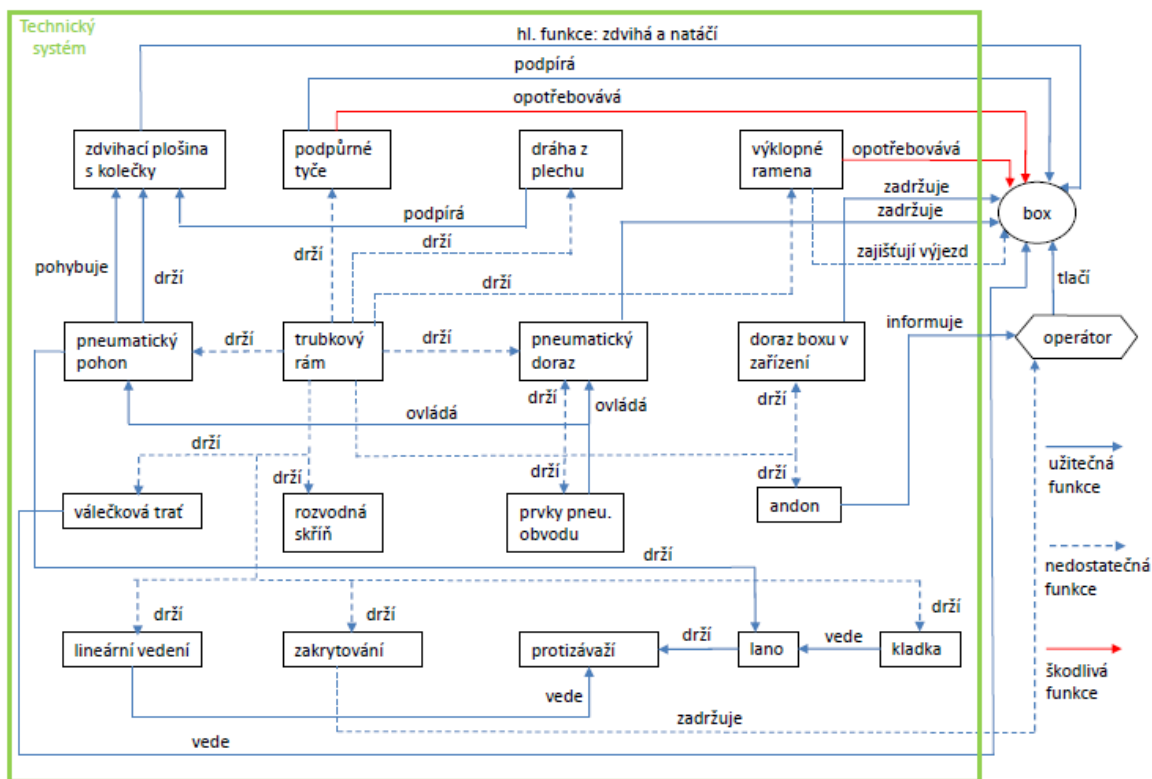 Technický
systém
hl. funkce: zdvihá a natáčí
podpírá
opotřebovává
zdvihací plošina
s kolečky
podpůrné
tyče
dráha z
plechu
výklopné
ramena
opotřebovává
zadržuje
zadržuje
box
podpírá
drží
drží
drží
zajišťují výjezd
pohybuje
drží
tlačí
informuje
pneumatický
pohon
drží
trubkový
rám
drží
pneumatický
doraz
doraz boxu v
zařízení
operátor
drží
ovládá
ovládá
drží
drží
drží
drží
drží
válečková trať
rozvodná
skříň
prvky pneu.
obvodu
andon
užitečná
funkce
drží
nedostatečná
funkce
drží
drží
drží
lineární vedení
zakrytování
protizávaží
drží
lano
vede
kladka
škodlivá
funkce
vede
zadržuje
vede